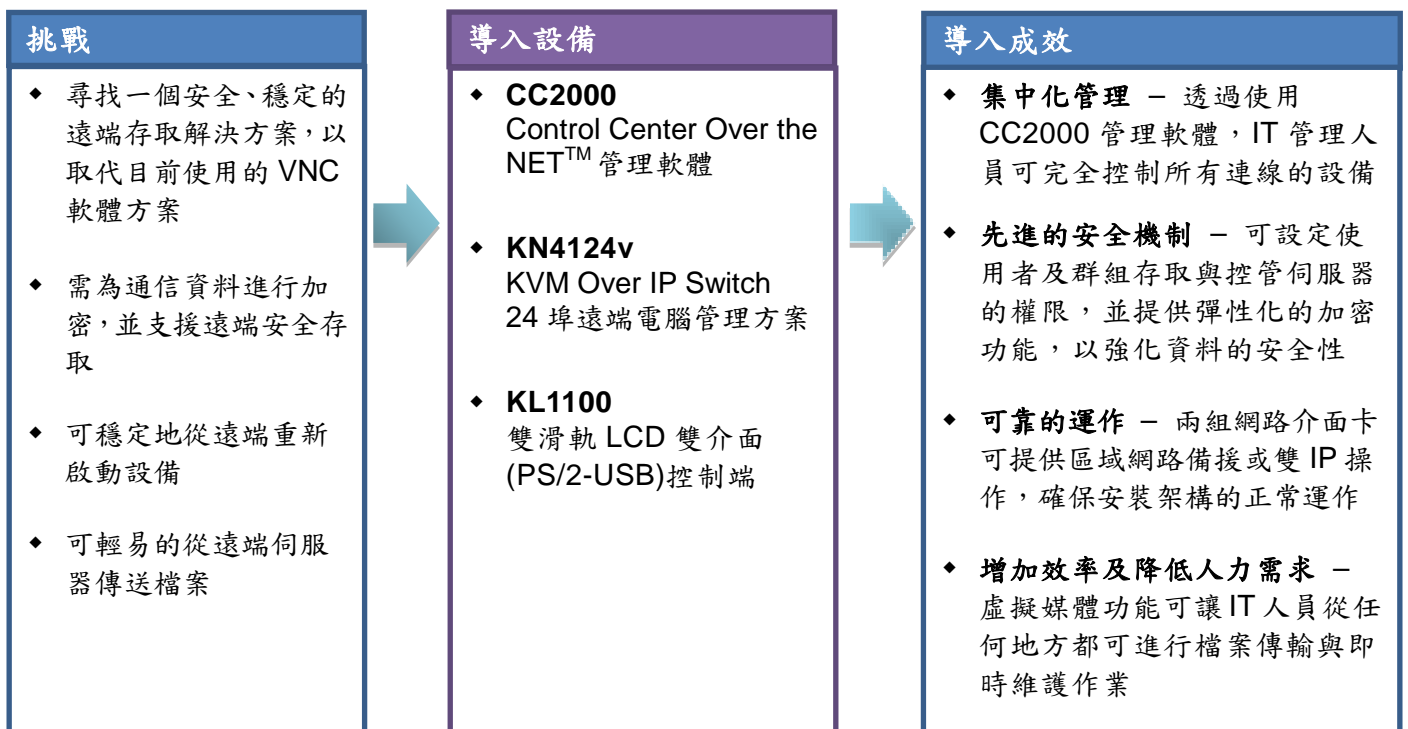 挑戰
◆ 尋找一個安全、穩定的
遠端存取解決方案，以
取代目前使用的 VNC
軟體方案
◆ 需為通信資料進行加
密，並支援遠端安全存
取
◆ 可穩定地從遠端重新
啟動設備
◆ 可輕易的從遠端伺服
器傳送檔案
導入設備
◆ CC2000
Control Center Over the
NET™ 管理軟體
◆ KN4124v
KVM Over IP Switch
24 埠遠端電腦管理方案
◆ KL1100
雙滑軌 LCD 雙介面
(PS/2-USB)控制端
導入成效
◆ 集中化管理 – 透過使用
CC2000 管理軟體，IT 管理人
員可完全控制所有連線的設備
◆ 先進的安全機制 – 可設定使
用者及群組存取與控管伺服器
的權限，並提供彈性化的加密
功能，以強化資料的安全性
◆ 可靠的運作 – 兩組網路介面卡
可提供區域網路備援或雙 IP 操
作，確保安裝架構的正常運作
◆ 增加效率及降低人力需求 –
虛擬媒體功能可讓 IT 人員從任
何地方都可進行檔案傳輸與即
時維護作業